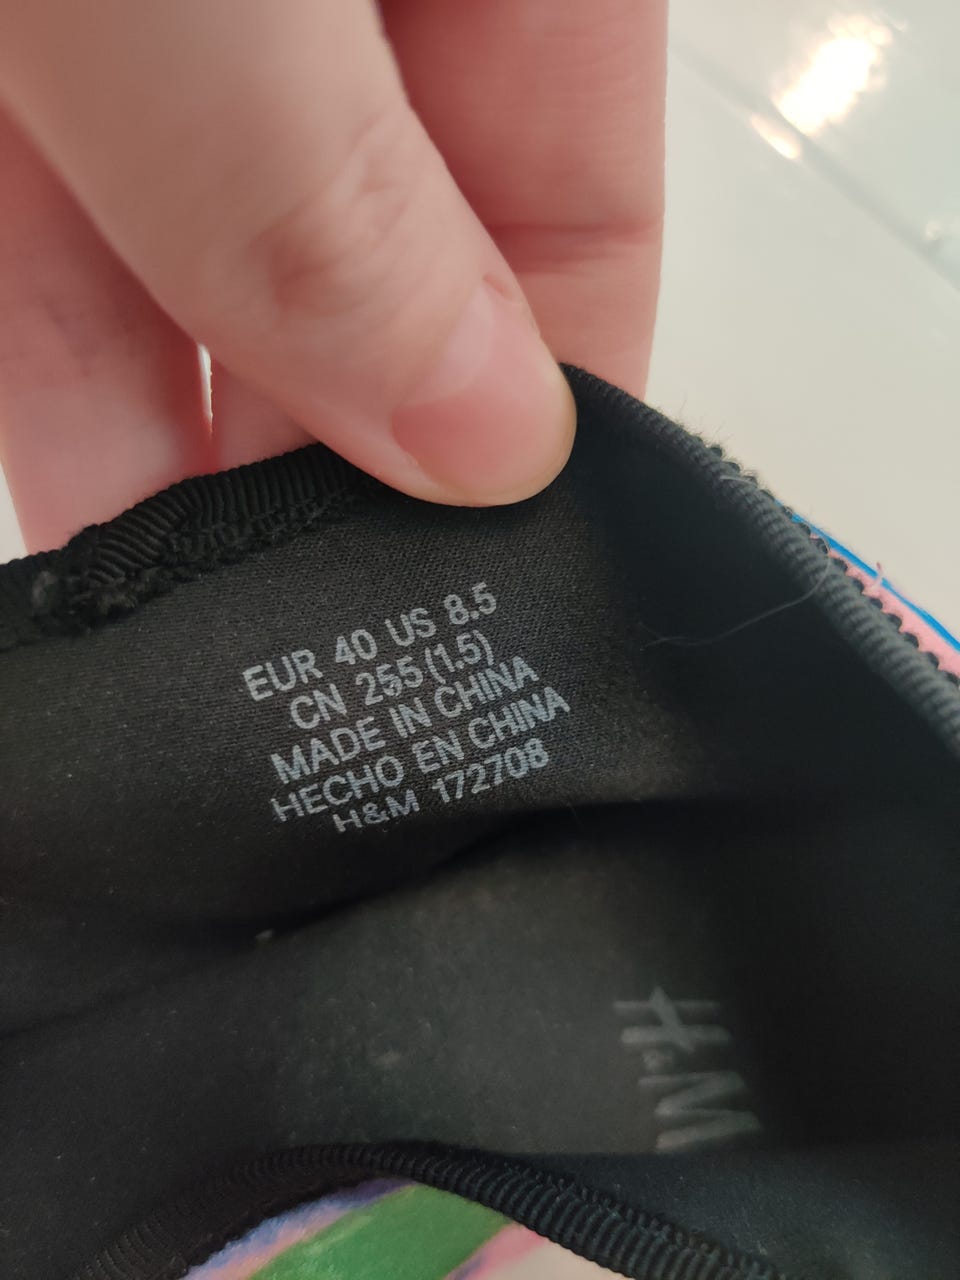 EUR 40 US 8.5
CN 255 (1.5)
MADE IN CHINA
HECHO EN CHINA
H&M 172708
H&M